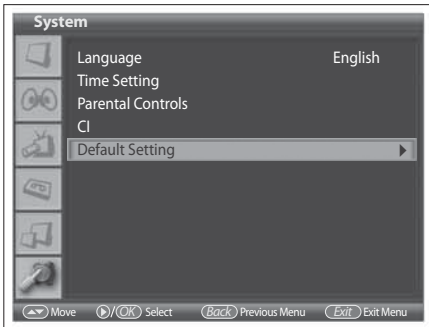 System
Language English
Time Setting
Parental Controls
CI
Default Setting
Move /OK Select Back Previous Menu Exit Exit Menu